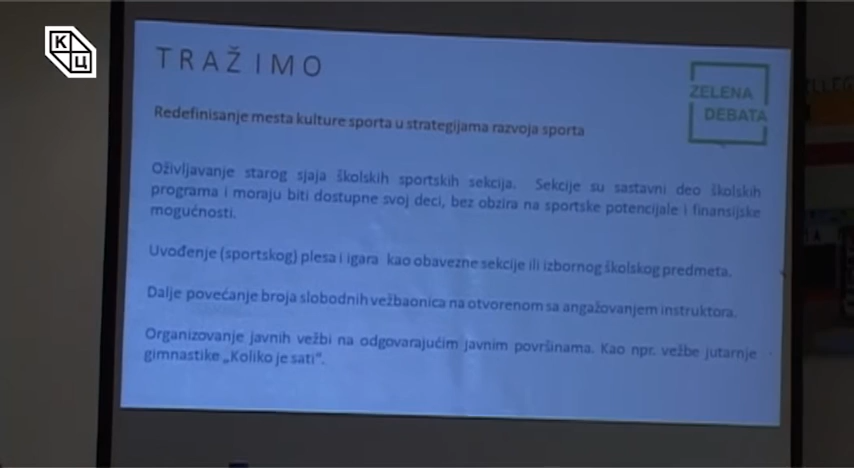 К
Ц
TRAŽIMO
ZELENA
DEBATA
Redefinisanje mesta kulture sporta u strategijama razvoja sporta
Oživljavanje starog sjaja školskih sportskih sekcija. Sekcije su sastavni deo školskih
programa i moraju biti dostupne svoj deci, bez obzira na sportske potencijale i finansijske
mogućnosti.
Uvođenje (sportskog) plesa i igara kao obavezne sekcije ili izbornog školskog predmeta.
Dalje povećanje broja slobodnih vežbaonica na otvorenom sa angažovanjem instruktora.
Organizovanje javnih vežbi na odgovarajućim javnim površinama. Kao npr. vežbe jutarnje
gimnastike „Koliko je sati“.